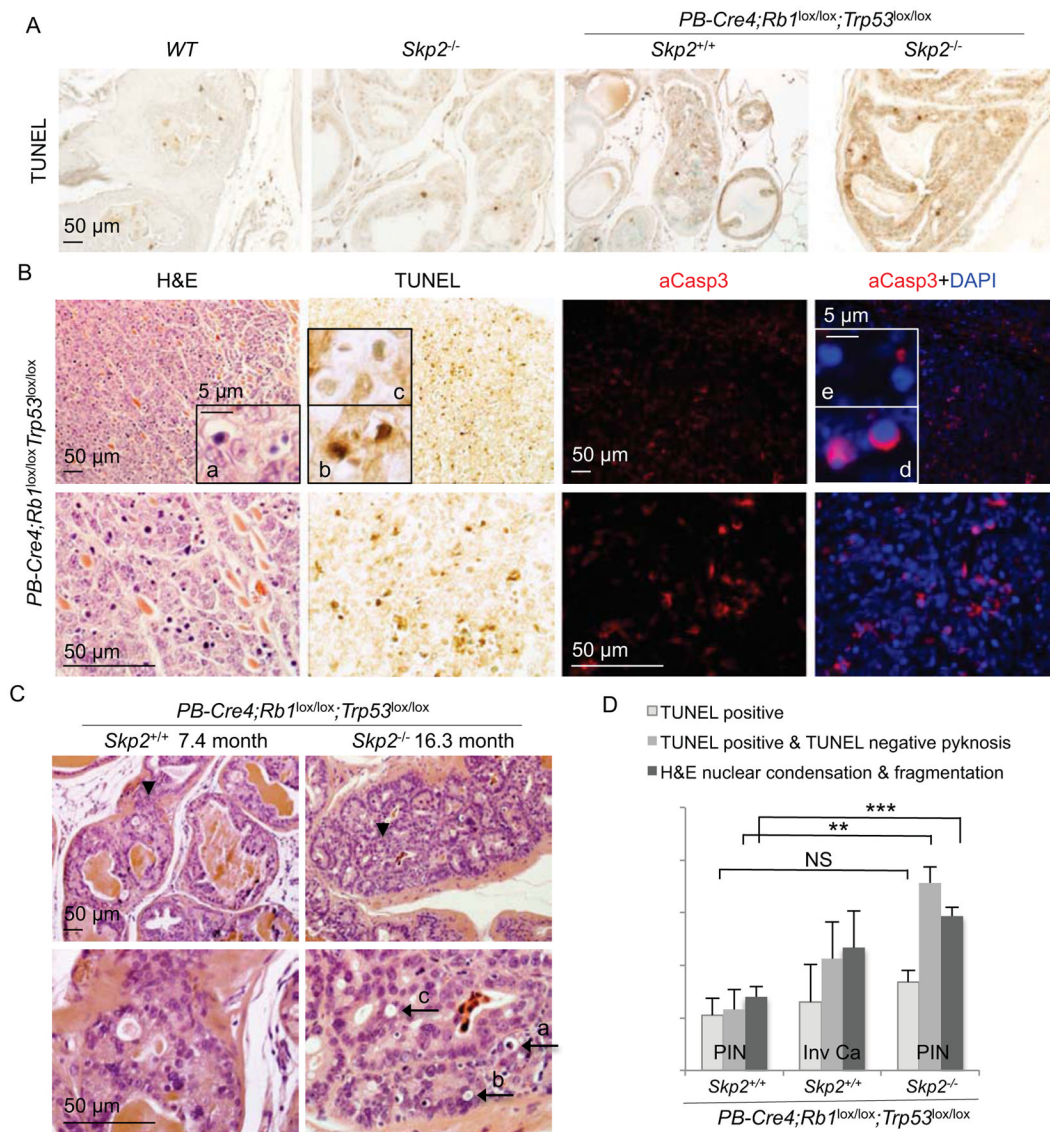 A
PB-Cre4;Rb1lox/lox;Trp53lox/lox
WT
Skp2-/-
Skp2+/+
Skp2-/-
TUNEL
50 µm
B
H&E
TUNEL
aCasp3
aCasp3+DAPI
PB-Cre4;Rb1lox/loxTrp53lox/lox
50 µm
5 µm
a
c
b
50 µm
5 µm
e
d
50 µm
50 µm
C
PB-Cre4;Rb1lox/lox;Trp53lox/lox
Skp2+/+ 7.4 month
Skp2-/- 16.3 month
50 µm
50 µm
c
a
b
D
TUNEL positive
TUNEL positive & TUNEL negative pyknosis
H&E nuclear condensation & fragmentation
***
**
NS
PIN
Inv Ca
PIN
Skp2+/+
Skp2+/+
Skp2-/-
PB-Cre4;Rb1lox/lox;Trp53lox/lox